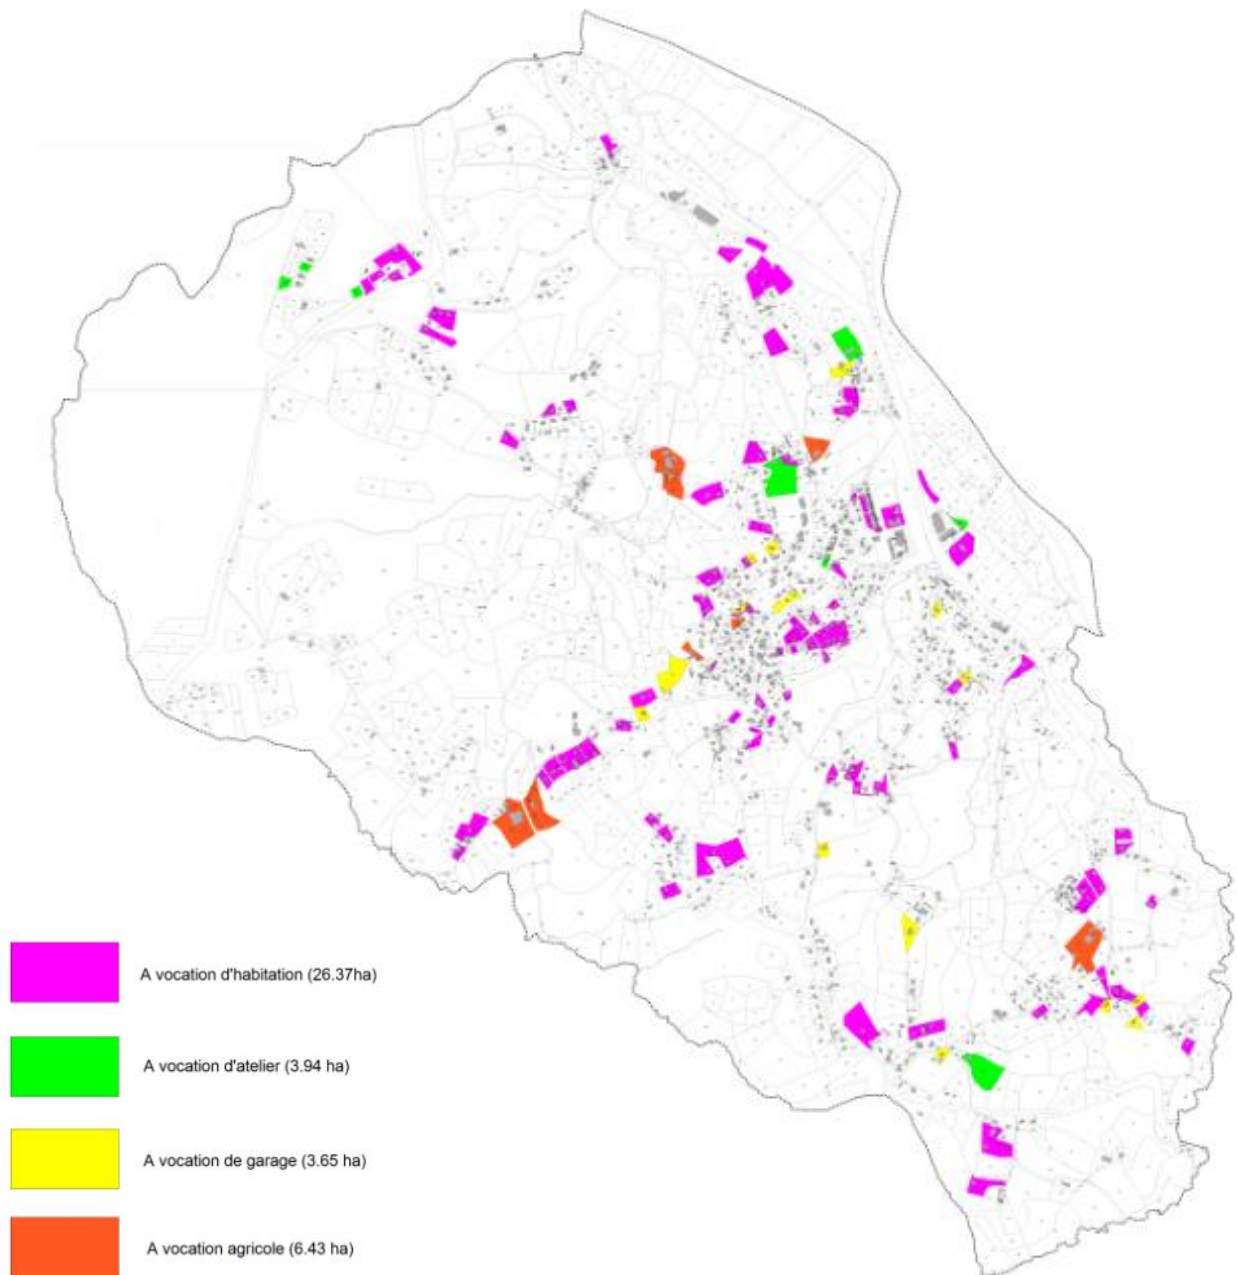 A vocation d'habitation (26.37ha)
A vocation d'atelier (3.94 ha)
A vocation de garage (3.65 ha)
A vocation agricole (6.43 ha)